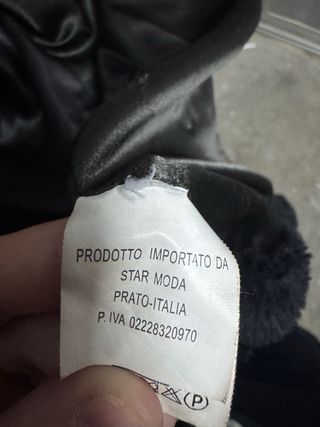 PRODOTTO IMPORTATO DA
STAR MODA
PRATO-ITALIA
P. IVA 02228320970
P